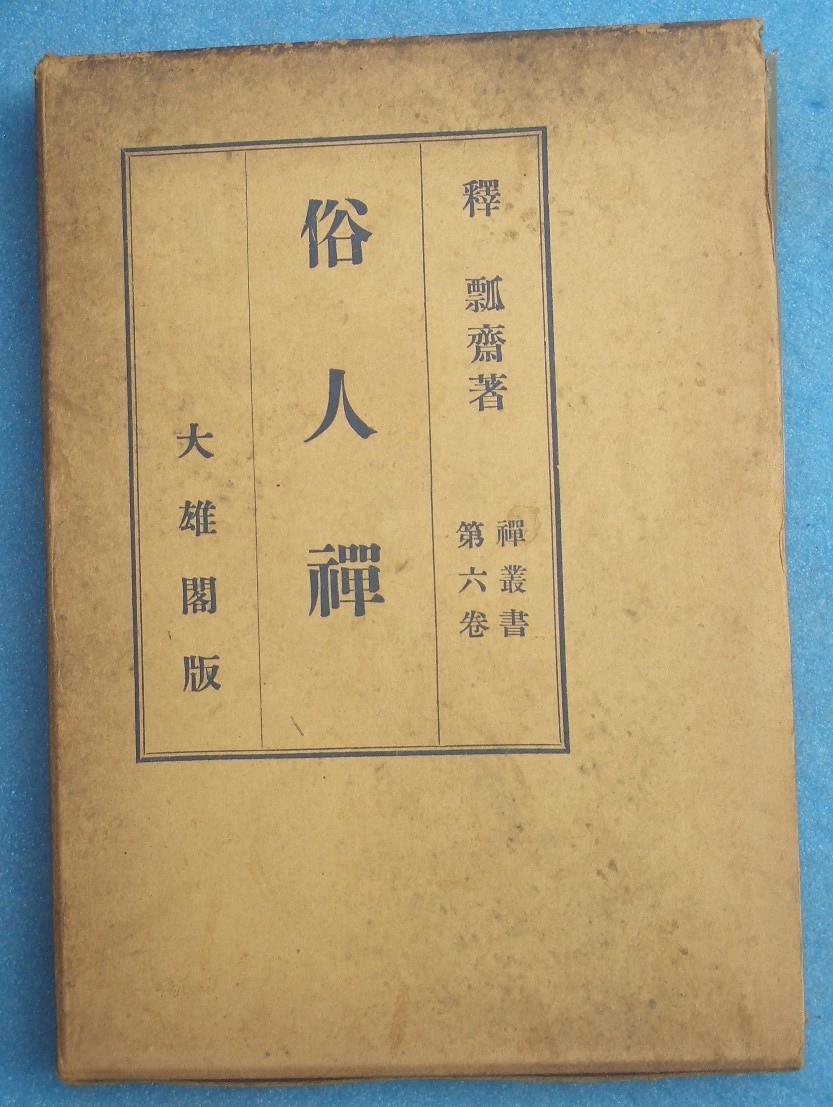 釋 瓢齋著
禪叢書
第六卷
俗人禪
大雄閣版